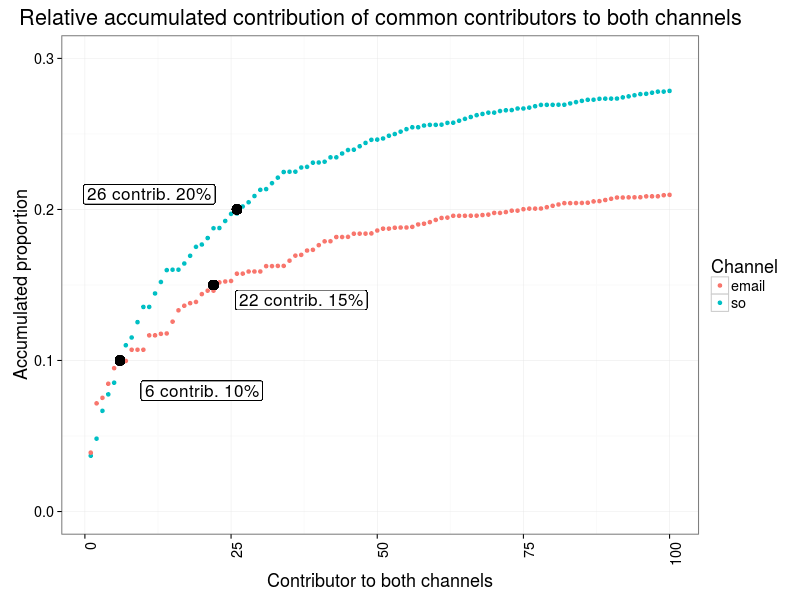 Relative accumulated contribution of common contributors to both channels
Accumulated proportion
0.3
0.2
0.1
0.0
26 contrib. 20%
22 contrib. 15%
6 contrib. 10%
0
25
50
75
100
Contributor to both channels
Channel
email
so